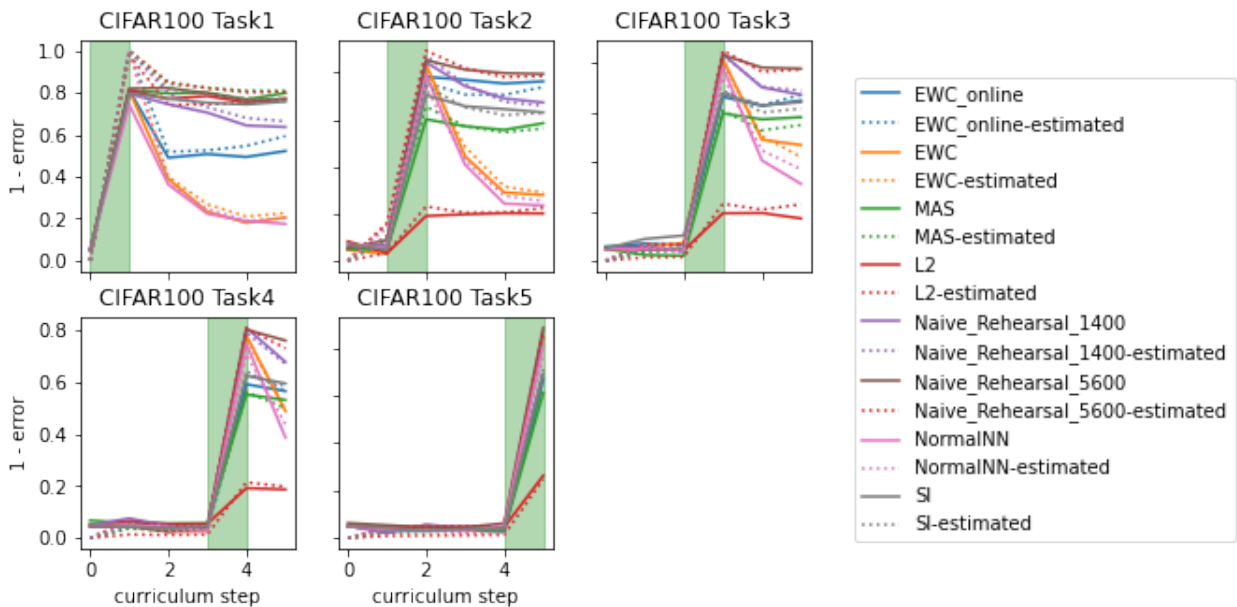 CIFAR100 Task1
CIFAR100 Task2
CIFAR100 Task3
1.0
0.8
0.6
0.4
0.2
0.0
1 - error
CIFAR100 Task4
CIFAR100 Task5
0.8
0.6
0.4
0.2
0.0
1 - error
0 2 4
0 2 4
curriculum step
curriculum step
EWC_online
EWC_online-estimated
EWC
EWC-estimated
MAS
MAS-estimated
L2
L2-estimated
Naive_Rehearsal_1400
Naive_Rehearsal_1400-estimated
Naive_Rehearsal_5600
Naive_Rehearsal_5600-estimated
NormalNN
NormalNN-estimated
SI
SI-estimated